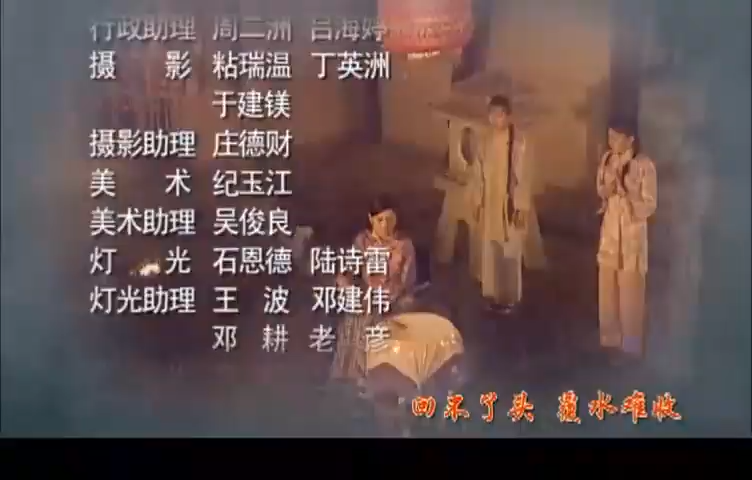 行政助理 周二洲 吕海婷
摄影 粘瑞温 丁英洲
于建镁
摄影助理 庄德财
美术 纪玉江
美术助理 吴俊良
灯光 石恩德 陆诗雷
灯光助理 王波 邓建伟
邓耕 老彦
回不了头 覆水难收